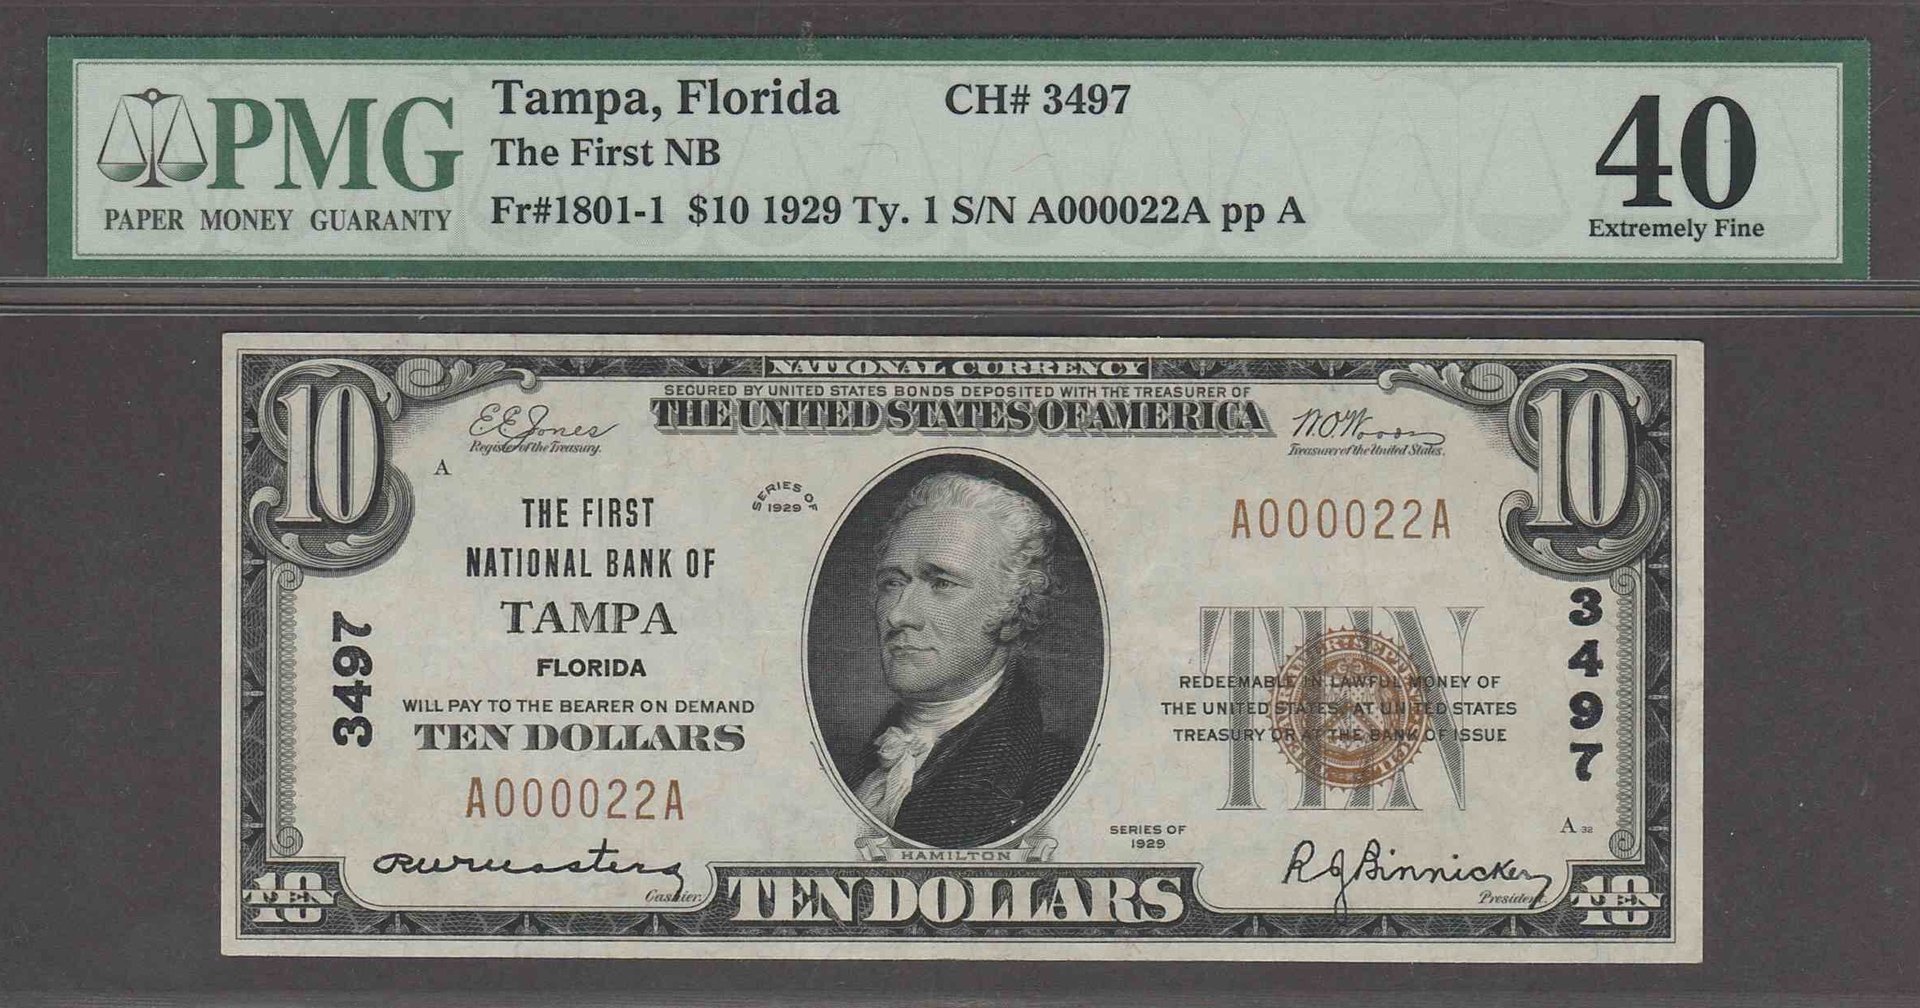 PMG
PAPER MONEY GUARANTY
Tampa, Florida CH# 3497
The First NB
Fr#1801-1 $10 1929 Ty. 1 S/N A000022A pp A
40
Extremely Fine
NATIONAL CURRENCY
SECURED BY UNITED STATES BONDS DEPOSITED WITH THE TREASURER OF
THE UNITED STATES OF AMERICA
10
10
E E Jones
Register of the Treasury.
W.O. Woods
Treasurer of the United States.
A
SERIES OF
1929
THE FIRST
NATIONAL BANK OF
TAMPA
FLORIDA
WILL PAY TO THE BEARER ON DEMAND
TEN DOLLARS
A000022A
3497
A000022A
3497
TEN
REDEEMABLE IN LAWFUL MONEY OF
THE UNITED STATES AT UNITED STATES
TREASURY OR AT THE BANK OF ISSUE
SERIES OF
1929
A 32
HAMILTON
Cashier.
R J Binnicker
President.
10
TEN
TEN DOLLARS
10
TEN